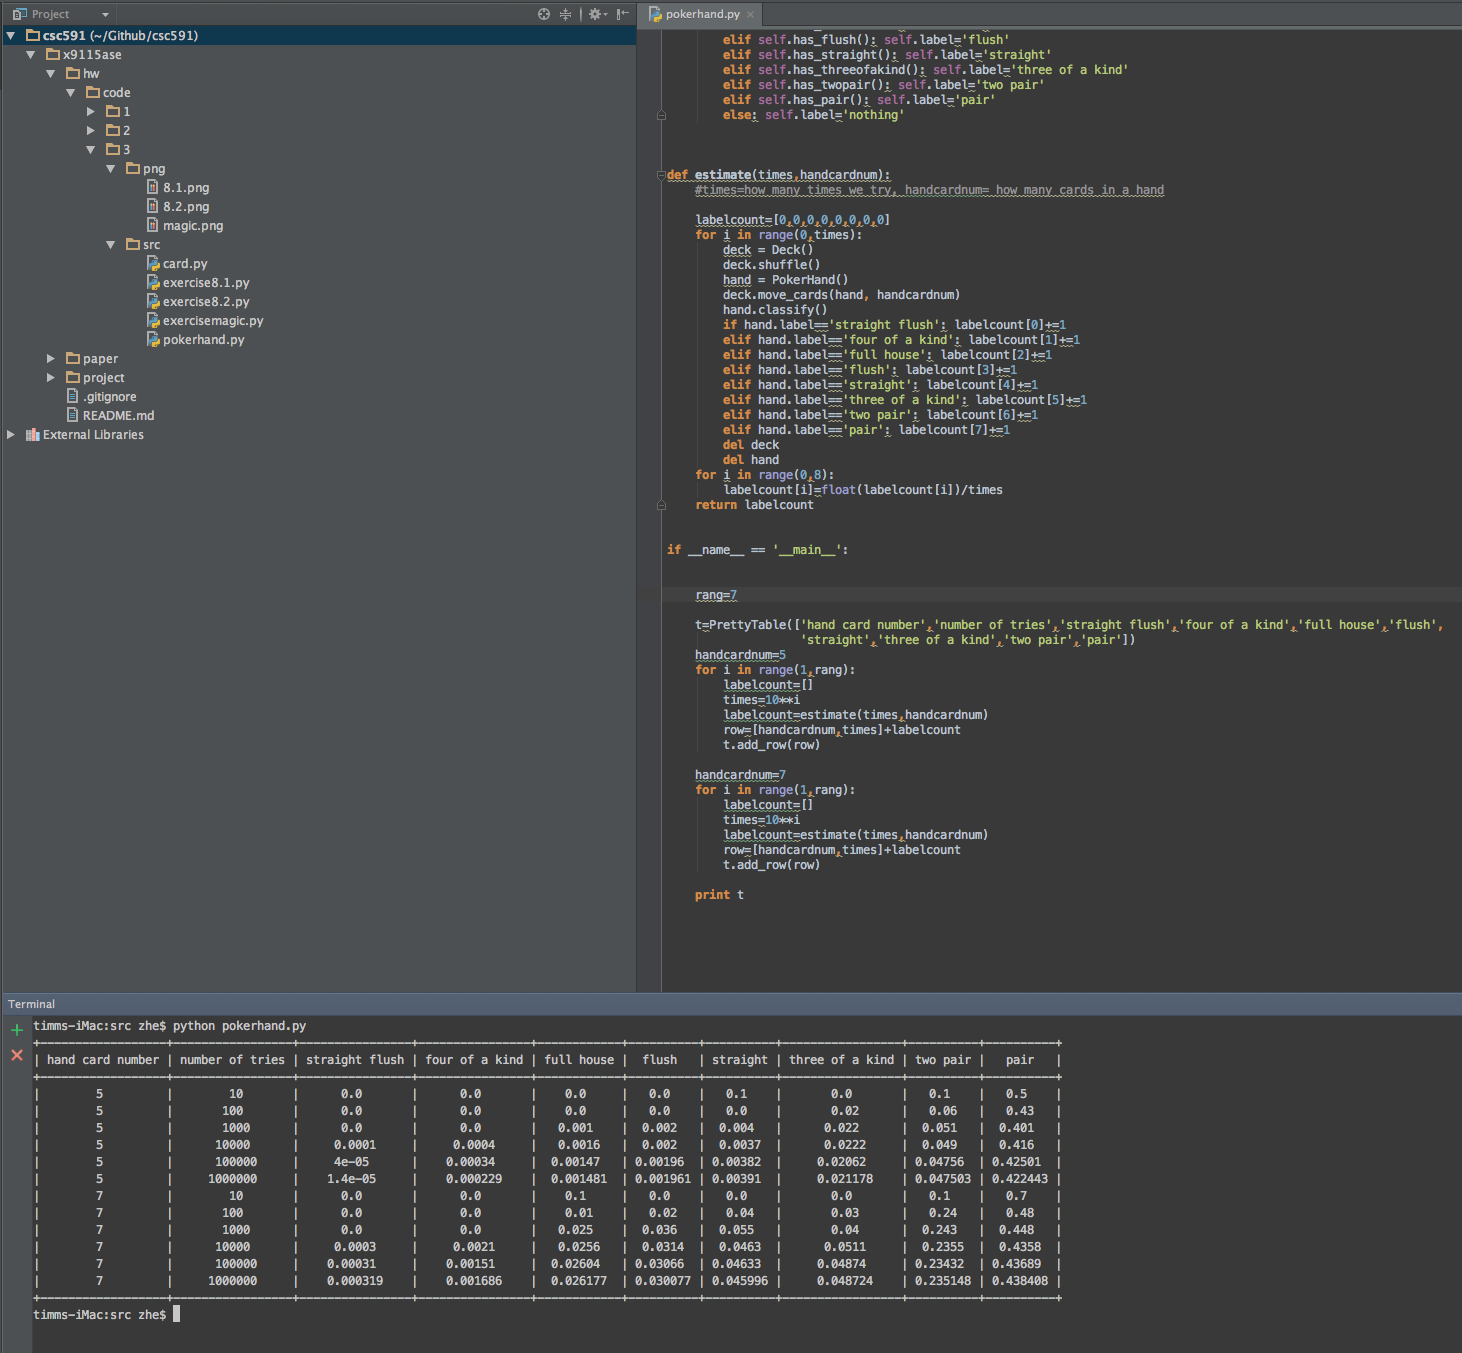 Project
csc591 (~/Github/csc591)
x9115ase
hw
code
1
2
3
png
8.1.png
8.2.png
magic.png
src
card.py
exercise8.1.py
exercise8.2.py
exercisemagic.py
pokerhand.py
paper
project
.gitignore
README.md
External Libraries
pokerhand.py
elif self.has_flush(); self.label='flush'
elif self.has_straight(); self.label='straight'
elif self.has_threeofakind(); self.label='three of a kind'
elif self.has_twopair(); self.label='two pair'
elif self.has_pair(); self.label='pair'
else: self.label='nothing'
def estimate(times,handcardnum):
#times=how many times we try, handcardnum= how many cards in a hand
labelcount=[0,0,0,0,0,0,0,0]
for i in range(0,times):
deck = Deck()
deck.shuffle()
hand = PokerHand()
deck.move_cards(hand, handcardnum)
hand.classify()
if hand.label=='straight flush': labelcount[0]+=1
elif hand.label=='four of a kind': labelcount[1]+=1
elif hand.label=='full house': labelcount[2]+=1
elif hand.label=='flush': labelcount[3]+=1
elif hand.label=='straight': labelcount[4]+=1
elif hand.label=='three of a kind': labelcount[5]+=1
elif hand.label=='two pair': labelcount[6]+=1
elif hand.label=='pair': labelcount[7]+=1
del deck
del hand
for i in range(0,8):
labelcount[i]=float(labelcount[i])/times
return labelcount
if __name__ == '__main__':
rang=7
t=PrettyTable(['hand card number','number of tries','straight flush','four of a kind','full house','flush',
'straight','three of a kind','two pair','pair'])
handcardnum=5
for i in range(1,rang):
labelcount=[]
times=10**i
labelcount=estimate(times,handcardnum)
row=[handcardnum,times]+labelcount
t.add_row(row)
handcardnum=7
for i in range(1,rang):
labelcount=[]
times=10**i
labelcount=estimate(times,handcardnum)
row=[handcardnum,times]+labelcount
t.add_row(row)
print t
Terminal
timms-iMac:src zhe$ python pokerhand.py
| hand card number | number of tries | straight flush | four of a kind | full house | flush | straight | three of a kind | two pair | pair |
| 5 | 10 | 0.0 | 0.0 | 0.0 | 0.0 | 0.1 | 0.0 | 0.1 | 0.5 |
| 5 | 100 | 0.0 | 0.0 | 0.0 | 0.0 | 0.0 | 0.02 | 0.06 | 0.43 |
| 5 | 1000 | 0.0 | 0.0 | 0.001 | 0.002 | 0.004 | 0.022 | 0.051 | 0.401 |
| 5 | 10000 | 0.0001 | 0.0004 | 0.0016 | 0.002 | 0.0037 | 0.0222 | 0.049 | 0.416 |
| 5 | 100000 | 4e-05 | 0.00034 | 0.00147 | 0.00196 | 0.00382 | 0.02062 | 0.04756 | 0.42501 |
| 5 | 1000000 | 1.4e-05 | 0.000229 | 0.001481 | 0.001961 | 0.00391 | 0.021178 | 0.047503 | 0.422443 |
| 7 | 10 | 0.0 | 0.0 | 0.1 | 0.0 | 0.0 | 0.0 | 0.1 | 0.7 |
| 7 | 100 | 0.0 | 0.0 | 0.01 | 0.02 | 0.04 | 0.03 | 0.24 | 0.48 |
| 7 | 1000 | 0.0 | 0.0 | 0.025 | 0.036 | 0.055 | 0.04 | 0.243 | 0.448 |
| 7 | 10000 | 0.0003 | 0.0021 | 0.0256 | 0.0314 | 0.0463 | 0.0511 | 0.2355 | 0.4358 |
| 7 | 100000 | 0.00031 | 0.00151 | 0.02604 | 0.03066 | 0.04633 | 0.04874 | 0.23432 | 0.43689 |
| 7 | 1000000 | 0.000319 | 0.001686 | 0.026177 | 0.030077 | 0.045996 | 0.048724 | 0.235148 | 0.438408 |
timms-iMac:src zhe$